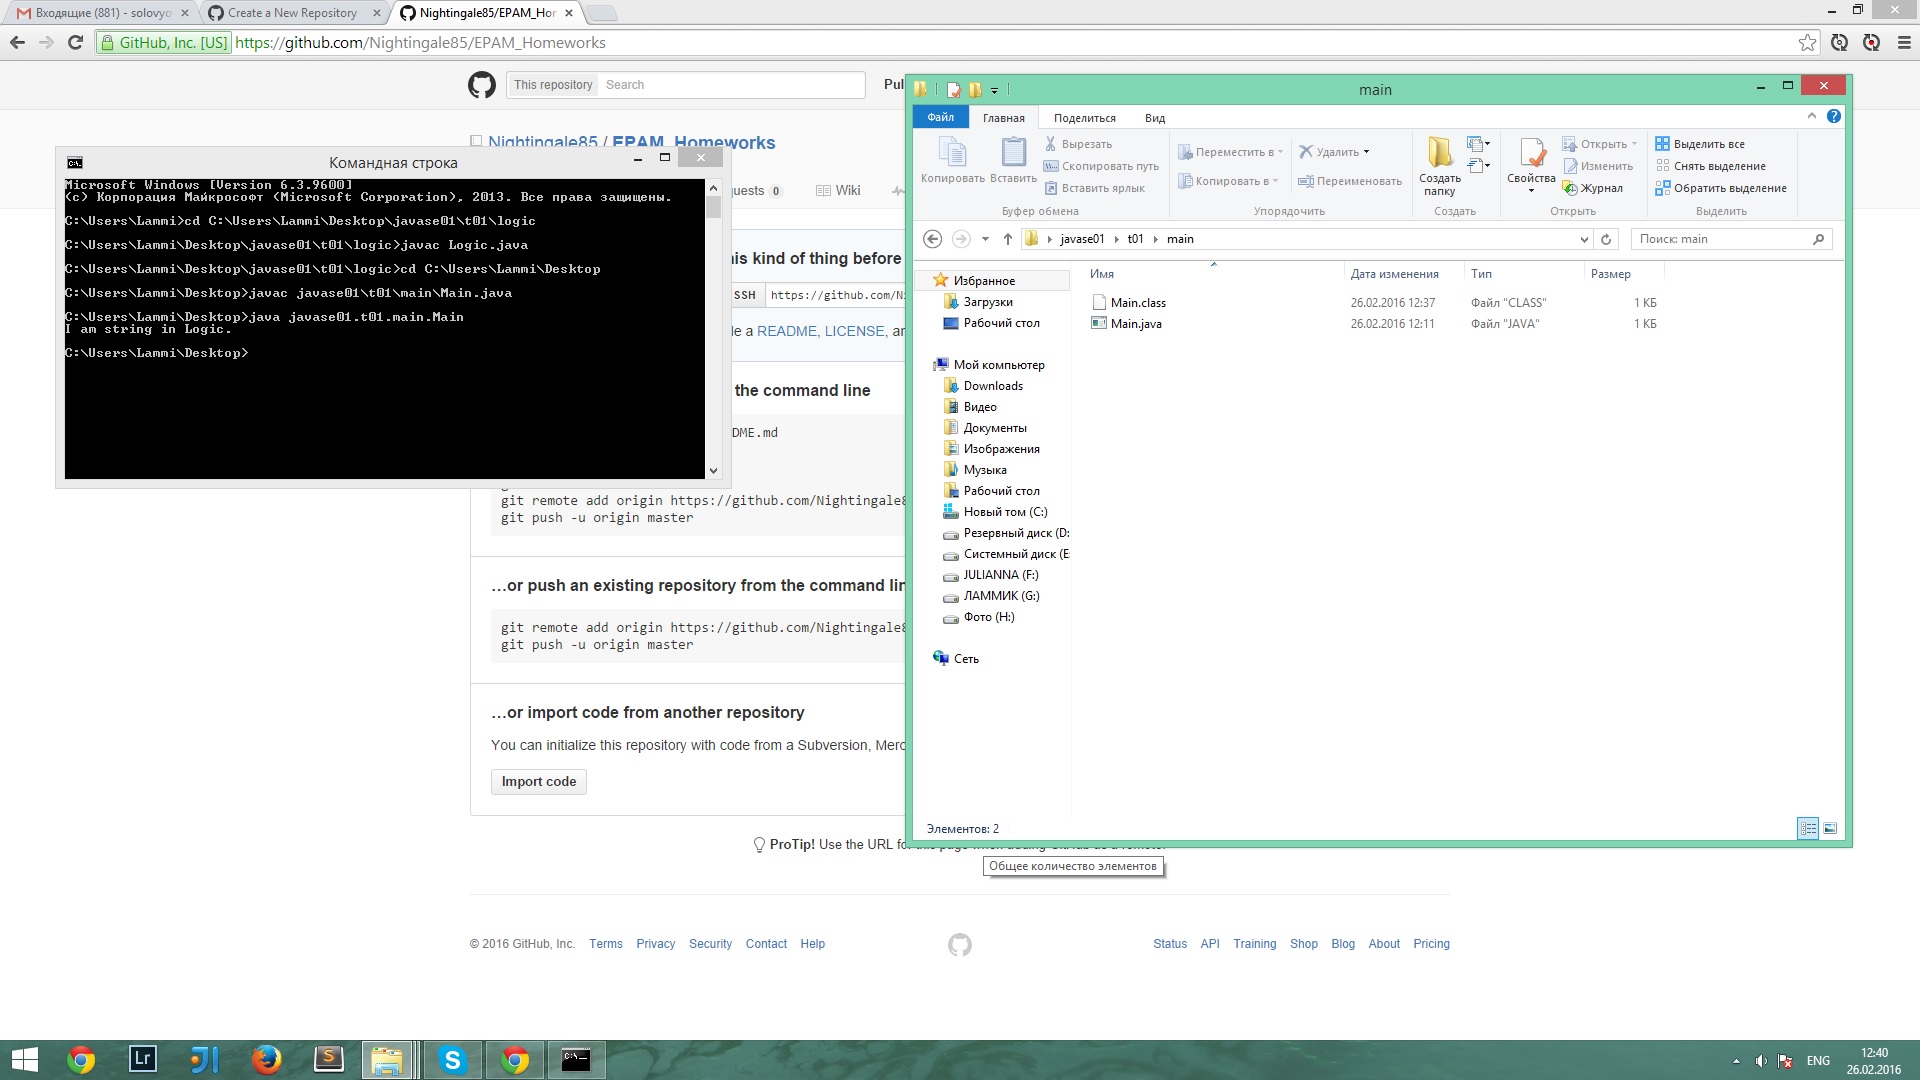 Входящие (881) - solovyo
Create a New Repository
Nightingale85/EPAM_Hor
GitHub, Inc. [US]
https://github.com/Nightingale85/EPAM_Homeworks
This repository
Search
Pul
Nightingale85 / EPAM_Homeworks
quests 0
Wiki
Командная строка
Microsoft Windows [Version 6.3.9600]
(c) Корпорация Майкрософт (Microsoft Corporation), 2013. Все права защищены.
C:\Users\Lammi>cd C:\Users\Lammi\Desktop\javase01\t01\logic
C:\Users\Lammi\Desktop\javase01\t01\logic>javac Logic.java
C:\Users\Lammi\Desktop\javase01\t01\logic>cd C:\Users\Lammi\Desktop
C:\Users\Lammi\Desktop>javac javase01\t01\main\Main.java
C:\Users\Lammi\Desktop>java javase01.t01.main.Main
I am string in Logic.
C:\Users\Lammi\Desktop>
is kind of thing before
SSH
https://github.com/Ni
e a README, LICENSE, an
the command line
DME.md
git remote add origin https://github.com/Nightingale8
git push -u origin master
…or push an existing repository from the command lin
git remote add origin https://github.com/Nightingale8
git push -u origin master
…or import code from another repository
You can initialize this repository with code from a Subversion, Merc
Import code
ProTip! Use the URL for this page when adding GitHub as a remote.
© 2016 GitHub, Inc.
Terms
Privacy
Security
Contact
Help
Status
API
Training
Shop
Blog
About
Pricing
main
Файл
Главная
Поделиться
Вид
Копировать
Вставить
Вырезать
Скопировать путь
Вставить ярлык
Буфер обмена
Переместить в
Копировать в
Удалить
Переименовать
Упорядочить
Создать папку
Создать
Свойства
Открыть
Изменить
Журнал
Открыть
Выделить все
Снять выделение
Обратить выделение
Выделить
javase01
t01
main
Поиск: main
Имя
Дата изменения
Тип
Размер
Main.class
26.02.2016 12:37
Файл "CLASS"
1 КБ
Main.java
26.02.2016 12:11
Файл "JAVA"
1 КБ
Избранное
Загрузки
Рабочий стол
Мой компьютер
Downloads
Видео
Документы
Изображения
Музыка
Рабочий стол
Новый том (C:)
Резервный диск (D:
Системный диск (E
JULIANNA (F:)
ЛАММИК (G:)
Фото (H:)
Сеть
Элементов: 2
Общее количество элементов
Lr
S
C:\_
ENG
12:40
26.02.2016